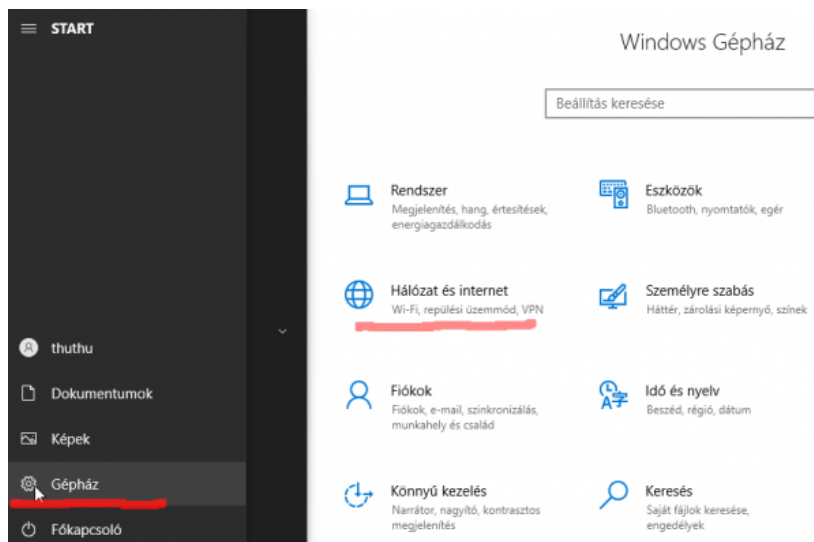 START
thuthu
Dokumentumok
Képek
Gépház
Főkapcsoló
Windows Gépház
Beállítás keresése
Rendszer
Megjelenítés, hang, értesítések,
energiagazdálkodás
Eszközök
Bluetooth, nyomtatók, egér
Hálózat és internet
Wi-Fi, repülési üzemmód, VPN
Személyre szabás
Háttér, zárolási képernyő, színek
Fiókok
Fiókok, e-mail, szinkronizálás,
munkahely és család
Idő és nyelv
Beszéd, régió, dátum
Könnyű kezelés
Narrátor, nagyító, kontrasztos
megjelenítés
Keresés
Saját fájlok keresése,
engedélyek